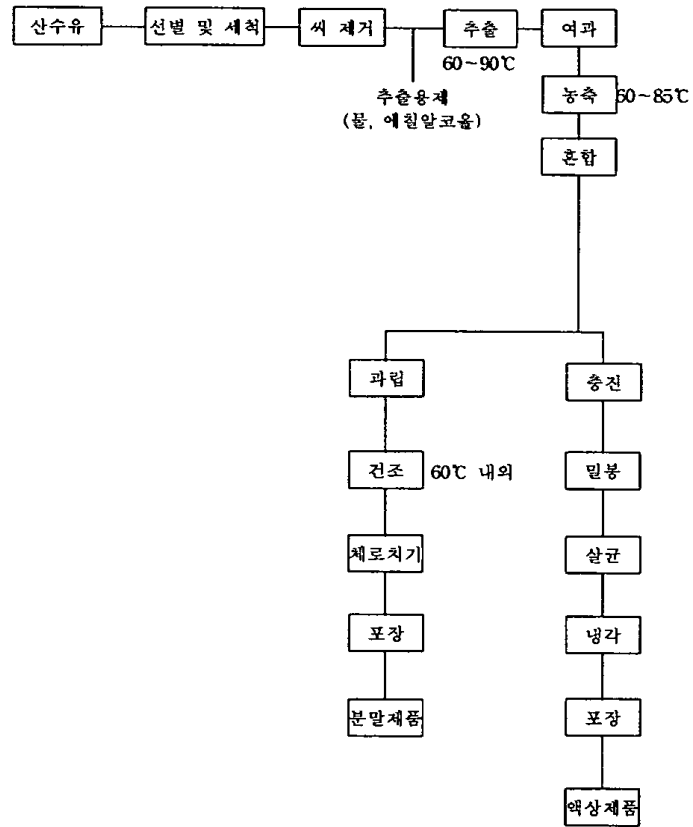 산수유
선별 및 세척
씨 제거
추출
여과
60~90℃
추출용제
(물, 에칠알코올)
농축
60~85℃
혼합
과립
건조
60℃ 내외
체로치기
포장
분말제품
충진
밀봉
살균
냉각
포장
액상제품